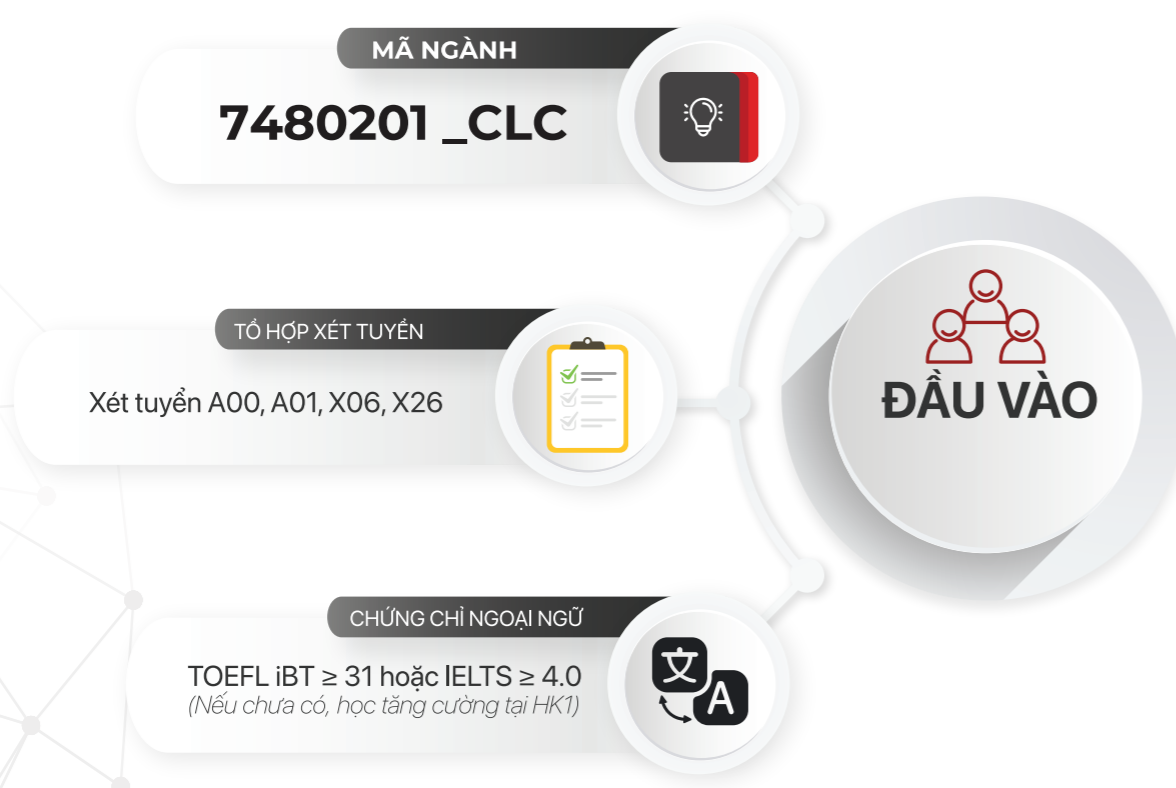 MÃ NGÀNH
7480201 _CLC
TỔ HỢP XÉT TUYỂN
Xét tuyển A00, A01, X06, X26
CHỨNG CHỈ NGOẠI NGỮ
TOEFL iBT ≥ 31 hoặc IELTS ≥ 4.0
(Nếu chưa có, học tăng cường tại HK1)
文
A
ĐẦU VÀO